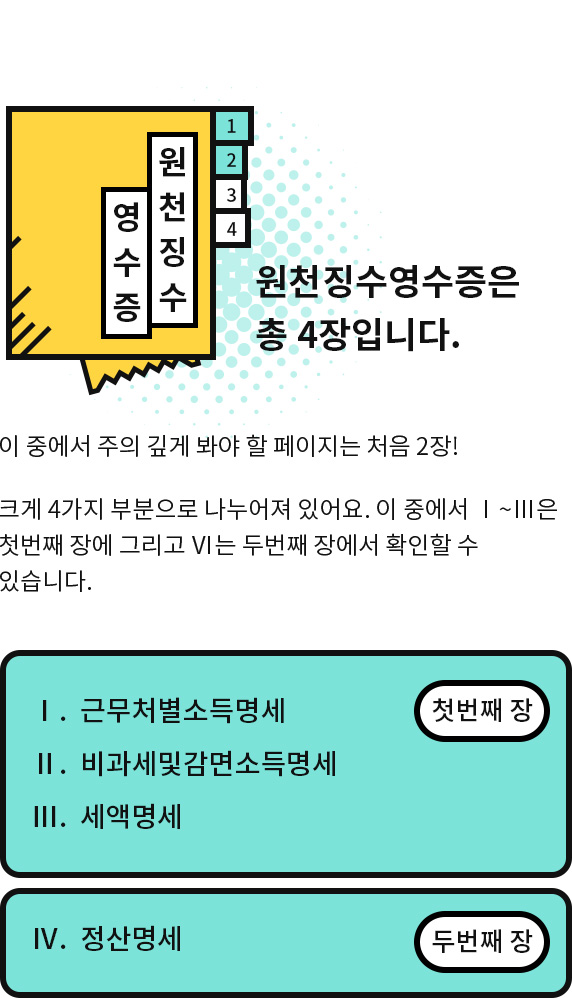 원천징수
영수증
1
2
3
4
원천징수영수증은
총 4장입니다.
이 중에서 주의 깊게 봐야 할 페이지는 처음 2장!
크게 4가지 부분으로 나누어져 있어요. 이 중에서 Ⅰ~Ⅲ은
첫번째 장에 그리고 Ⅵ는 두번째 장에서 확인할 수
있습니다.
Ⅰ. 근무처별소득명세
첫번째 장
Ⅱ. 비과세및감면소득명세
Ⅲ. 세액명세
Ⅳ. 정산명세
두번째 장